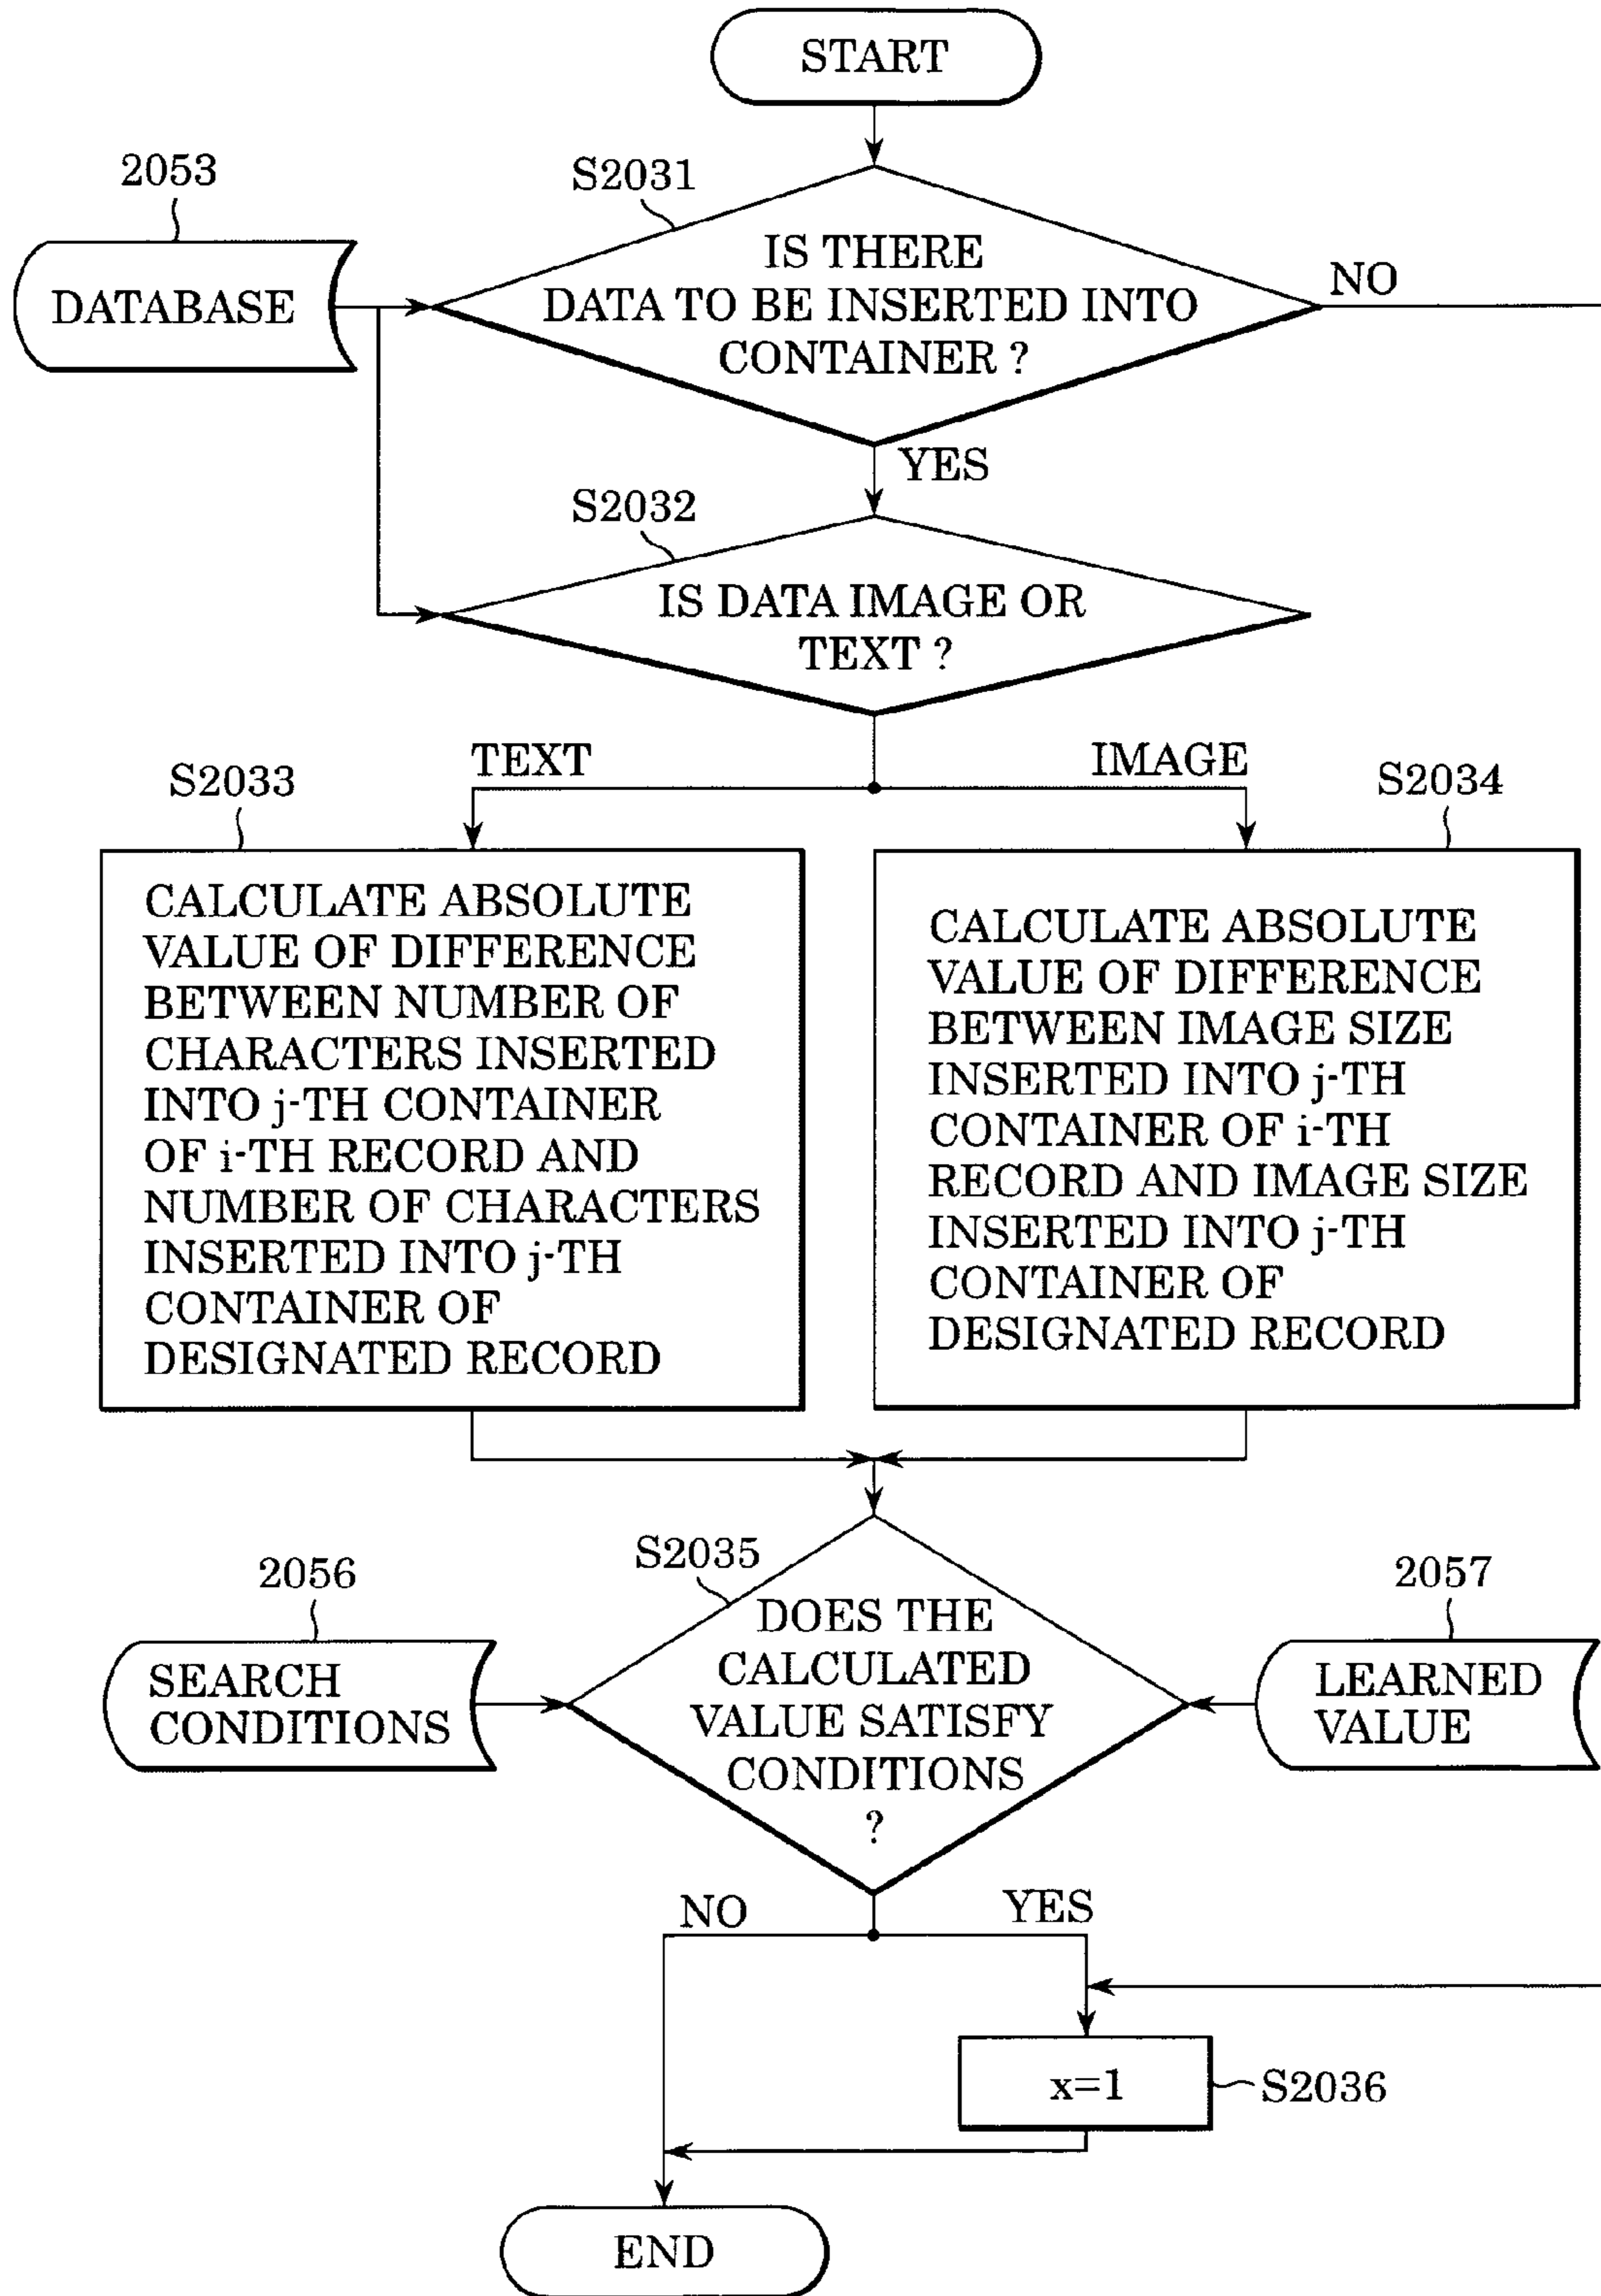 START
2053
S2031
DATABASE
IS THERE
DATA TO BE INSERTED INTO
CONTAINER ?
NO
YES
S2032
IS DATA IMAGE OR
TEXT ?
TEXT
IMAGE
S2033
S2034
CALCULATE ABSOLUTE
VALUE OF DIFFERENCE
BETWEEN NUMBER OF
CHARACTERS INSERTED
INTO j-TH CONTAINER
OF i-TH RECORD AND
NUMBER OF CHARACTERS
INSERTED INTO j-TH
CONTAINER OF
DESIGNATED RECORD
CALCULATE ABSOLUTE
VALUE OF DIFFERENCE
BETWEEN IMAGE SIZE
INSERTED INTO j-TH
CONTAINER OF i-TH
RECORD AND IMAGE SIZE
INSERTED INTO j-TH
CONTAINER OF
DESIGNATED RECORD
2056
S2035
2057
SEARCH
CONDITIONS
DOES THE
CALCULATED
VALUE SATISFY
CONDITIONS
?
LEARNED
VALUE
NO
YES
x=1
S2036
END